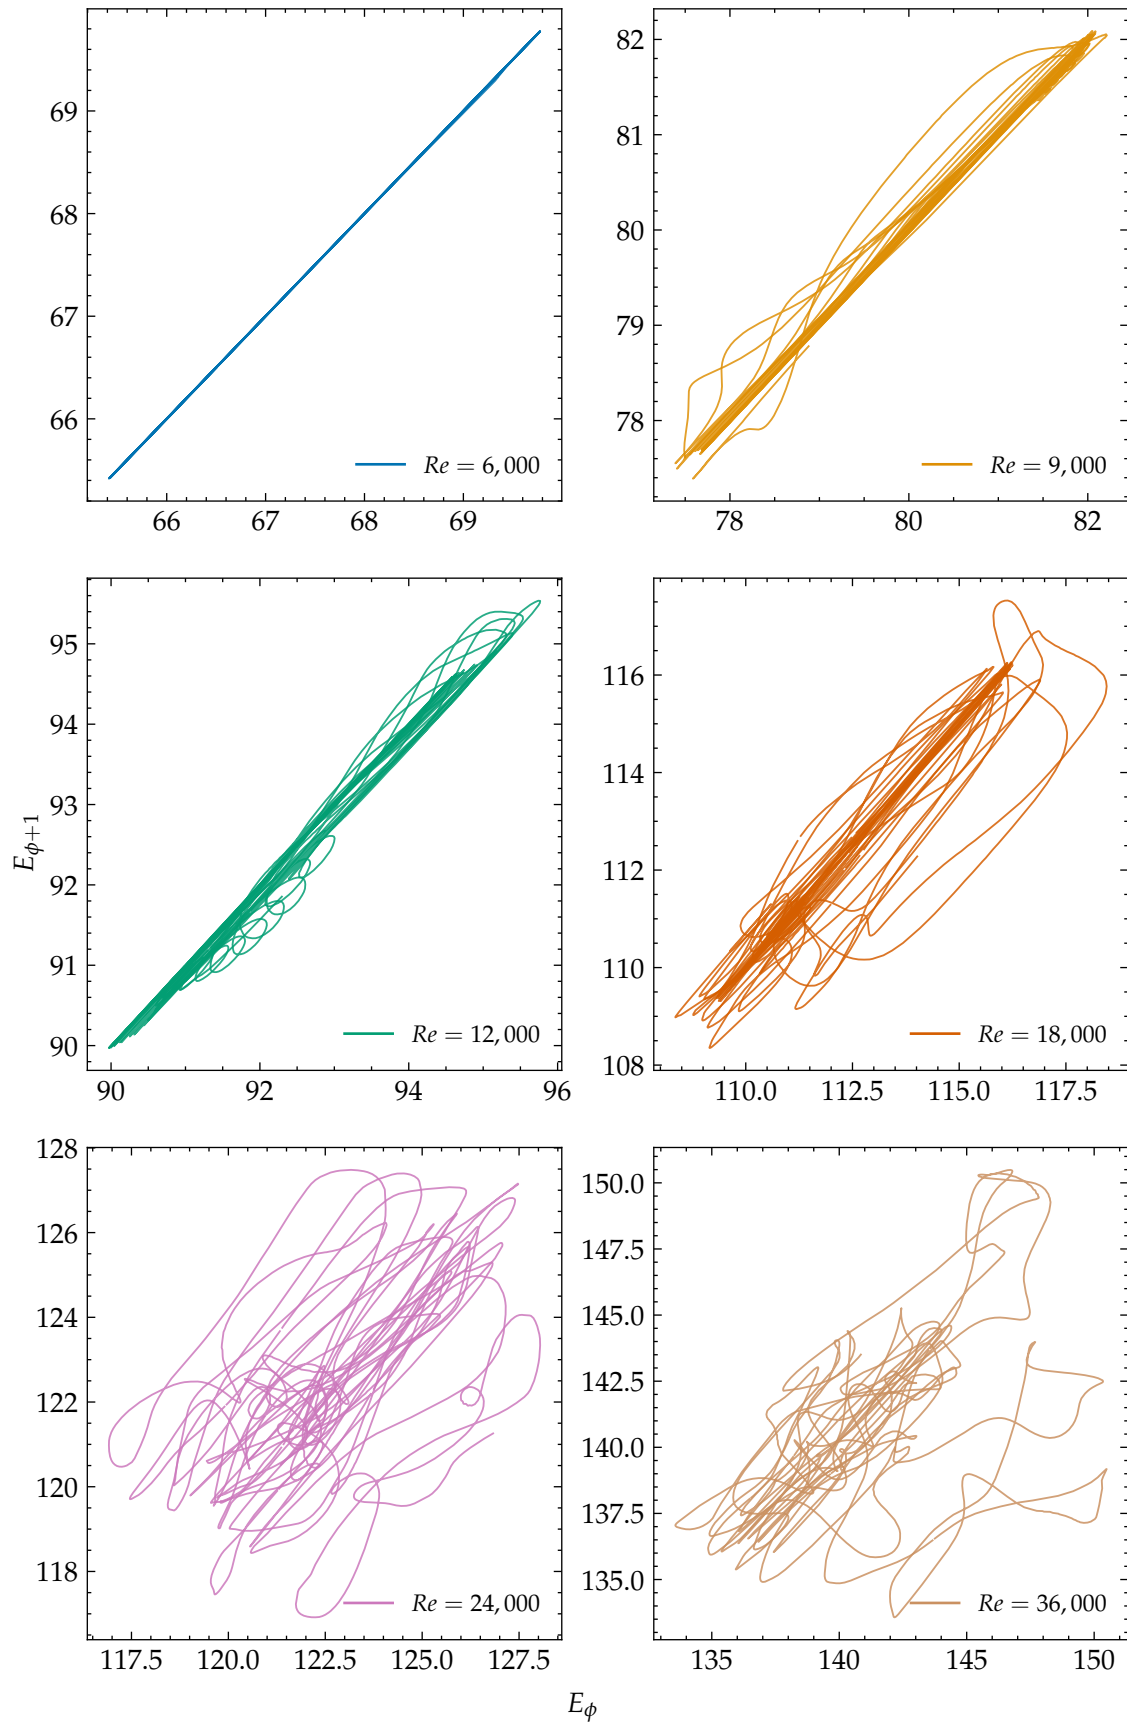 69
68
67
66
Re = 6,000
66 67 68 69
82
81
80
79
78
Re = 9,000
78 80 82
E_{ϕ+1}
95
94
93
92
91
90
Re = 12,000
90 92 94 96
116
114
112
110
108
Re = 18,000
110.0 112.5 115.0 117.5
128
126
124
122
120
118
Re = 24,000
117.5 120.0 122.5 125.0 127.5
150.0
147.5
145.0
142.5
140.0
137.5
135.0
Re = 36,000
135 140 145 150
E_ϕ